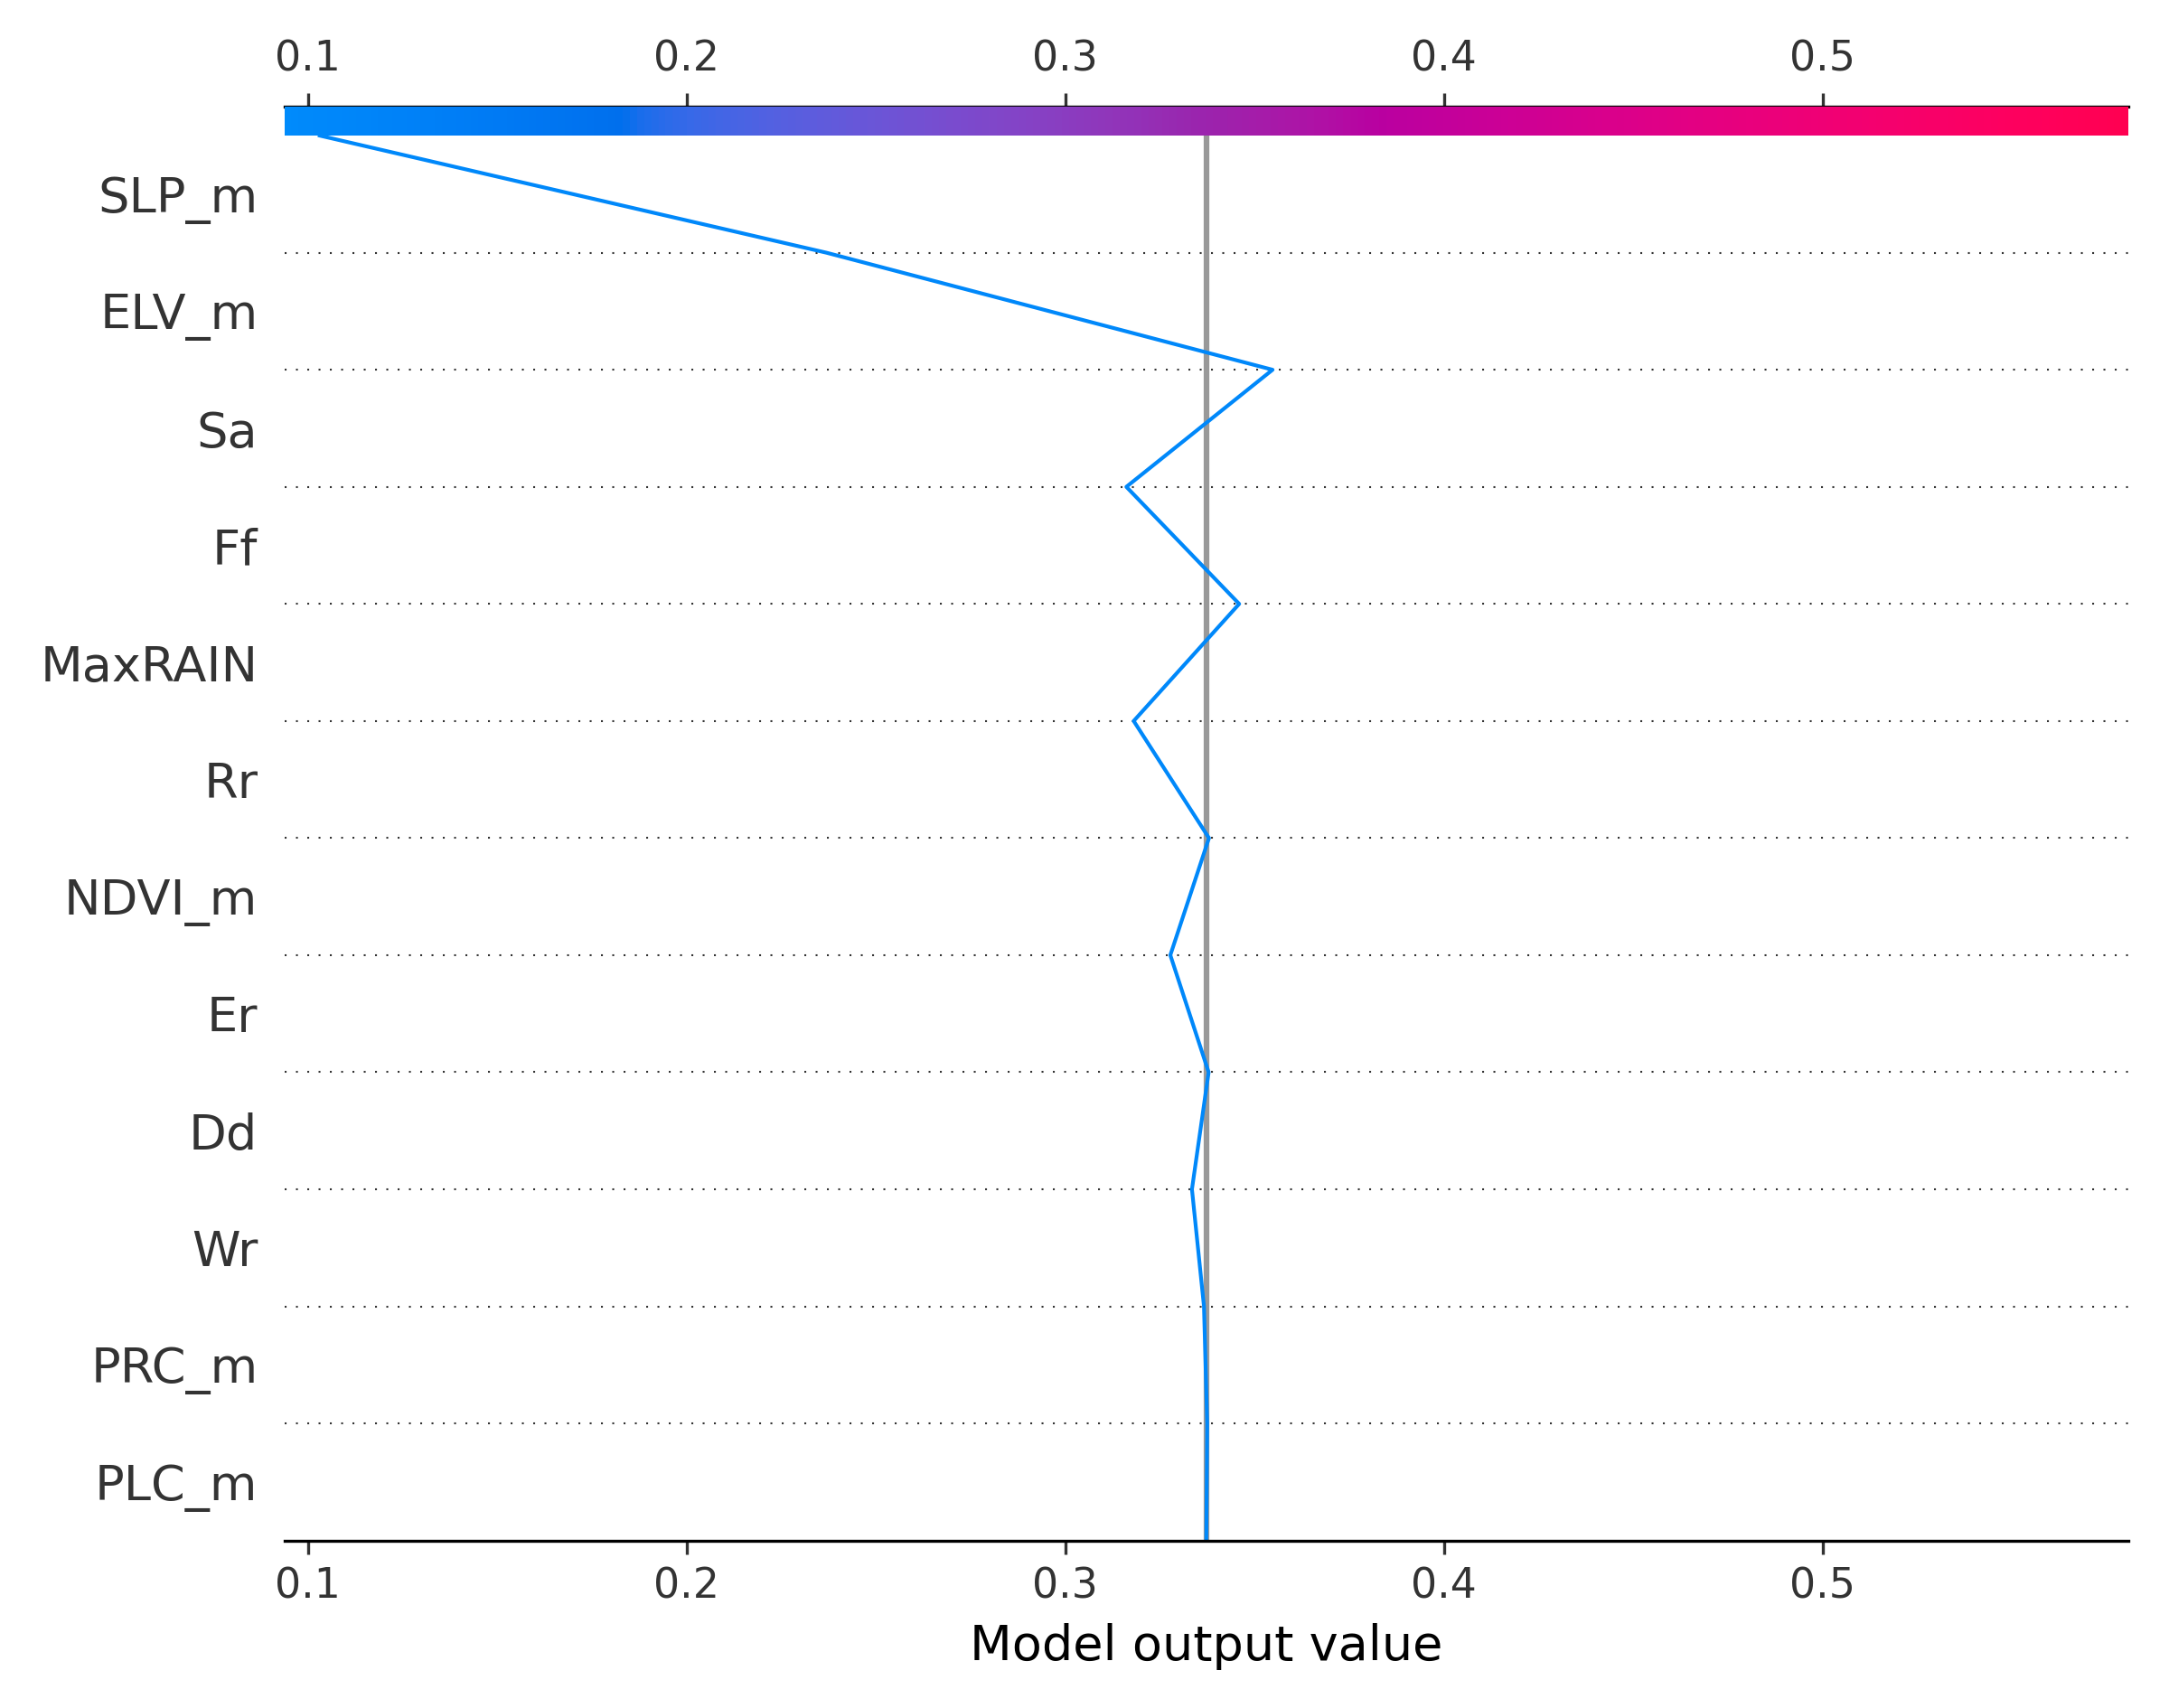 0.1 0.2 0.3 0.4 0.5
SLP_m
ELV_m
Sa
Ff
MaxRAIN
Rr
NDVI_m
Er
Dd
Wr
PRC_m
PLC_m
0.1 0.2 0.3 0.4 0.5
Model output value